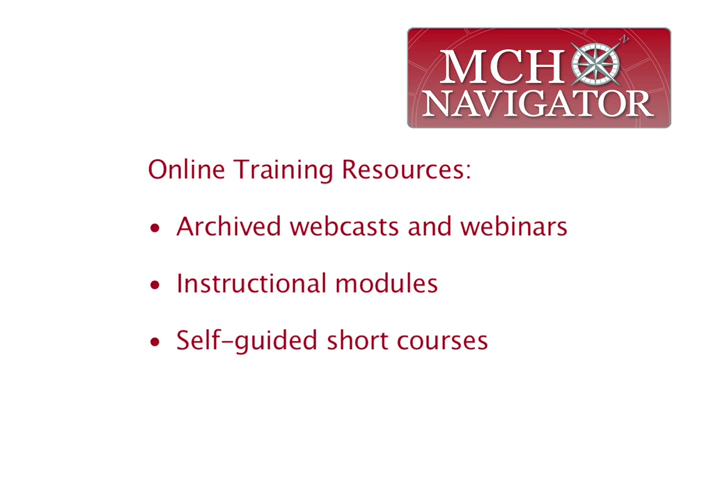 MCH
NAVIGATOR
N
Online Training Resources:
• Archived webcasts and webinars
• Instructional modules
• Self-guided short courses